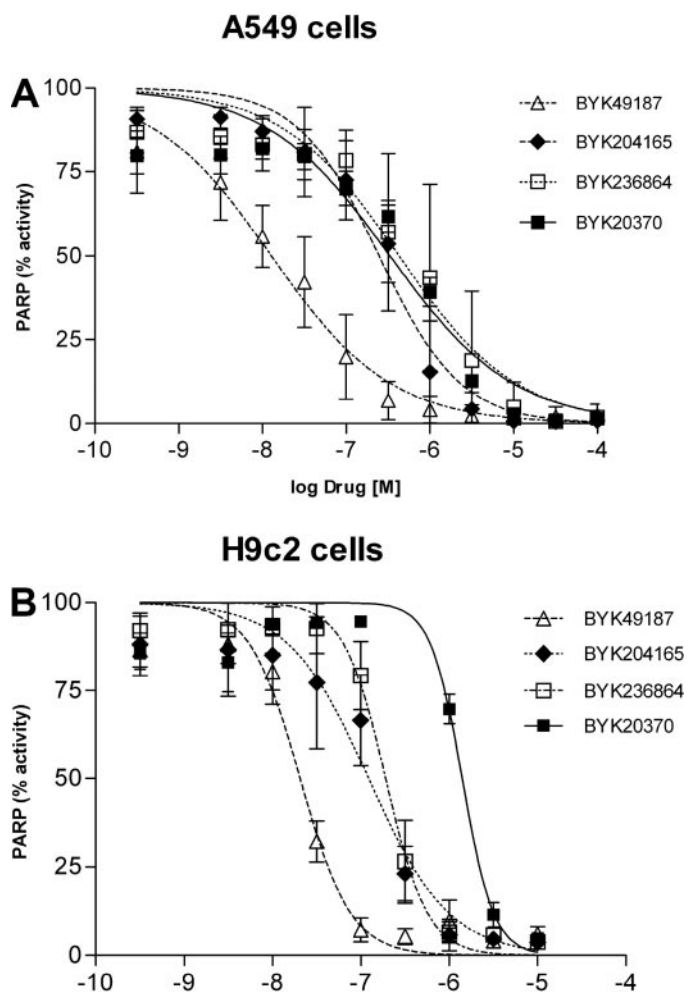 A549 cells
A
PARP (% activity)
100
75
50
25
0
-10 -9 -8 -7 -6 -5 -4
log Drug [M]
BYK49187
BYK204165
BYK236864
BYK20370
H9c2 cells
B
PARP (% activity)
100
75
50
25
0
-10 -9 -8 -7 -6 -5 -4
BYK49187
BYK204165
BYK236864
BYK20370